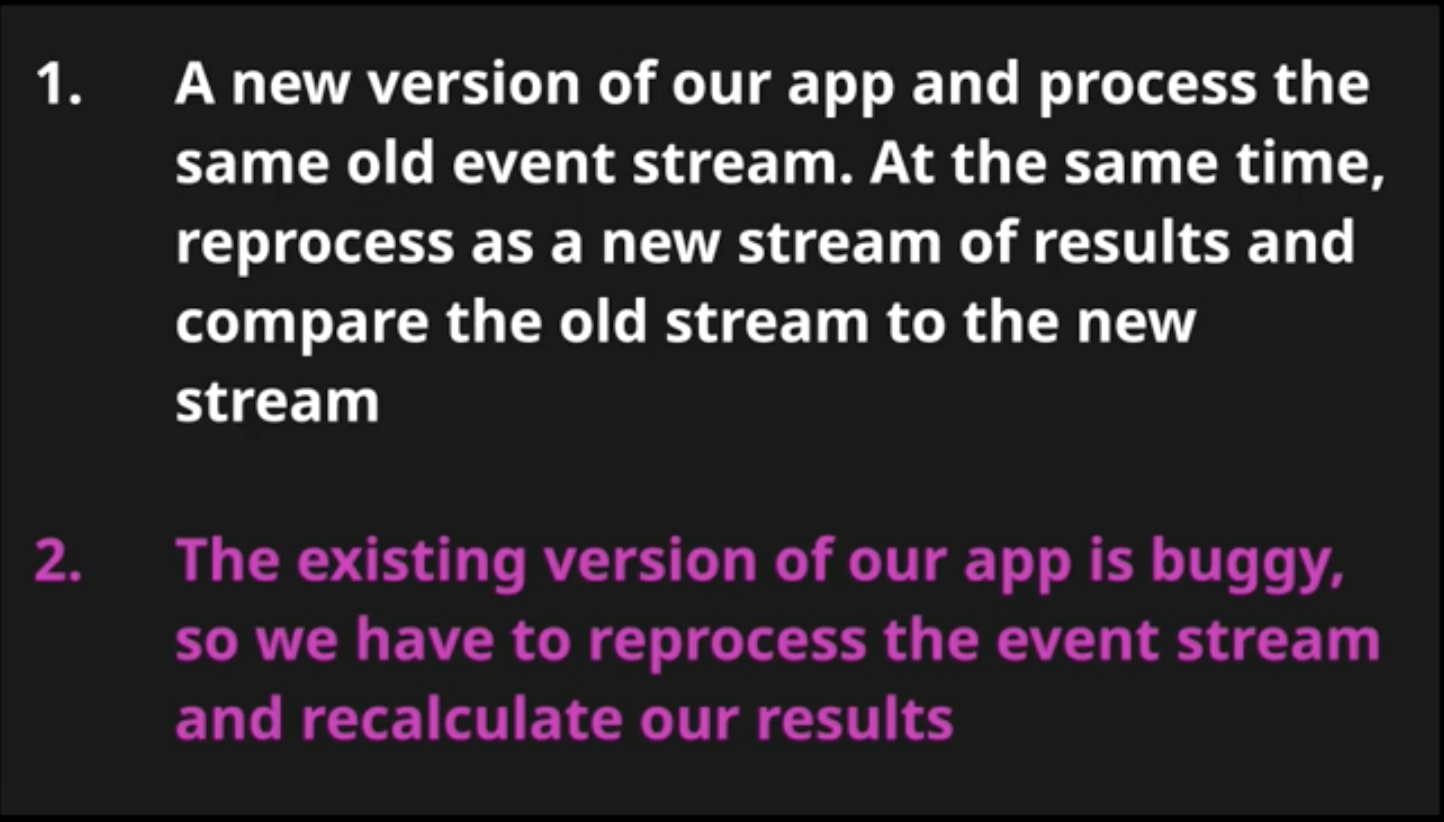 1. A new version of our app and process the
same old event stream. At the same time,
reprocess as a new stream of results and
compare the old stream to the new
stream
2. The existing version of our app is buggy,
so we have to reprocess the event stream
and recalculate our results